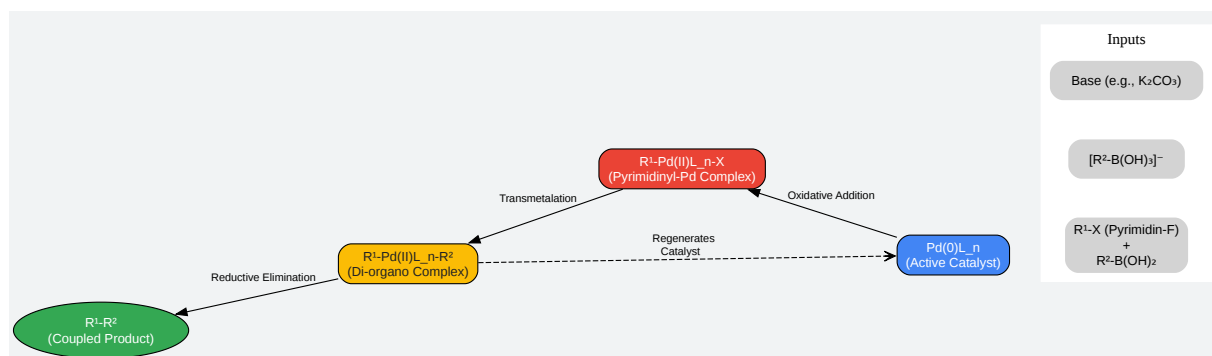 Inputs
Base (e.g., K₂CO₃)
[R²-B(OH)₃]⁻
R¹-X (Pyrimidin-F)
+
R²-B(OH)₂
R¹-Pd(II)L_n-X
(Pyrimidinyl-Pd Complex)
Transmetalation
Oxidative Addition
Regenerates
Catalyst
Pd(0)L_n
(Active Catalyst)
R¹-Pd(II)L_n-R²
(Di-organo Complex)
Reductive Elimination
R¹-R²
(Coupled Product)